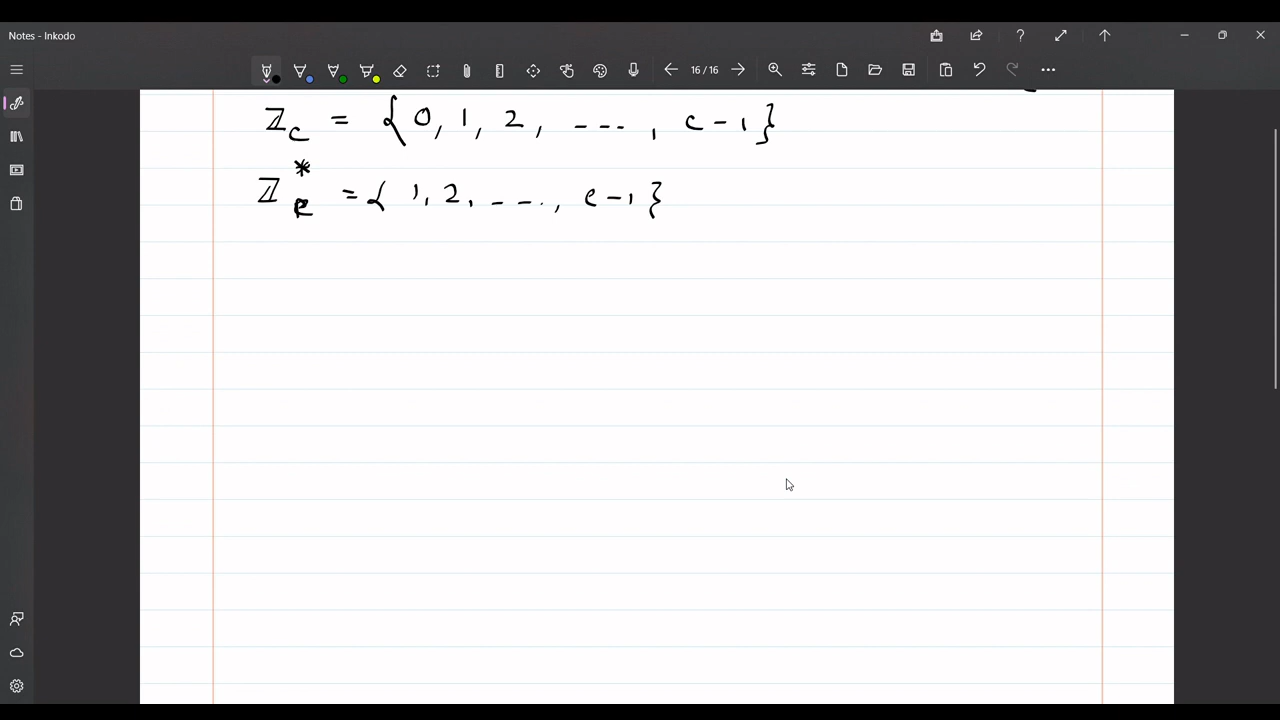 Notes - Inkodo
16/16
ℤ_c = {0, 1, 2, ---, c-1}
ℤ*_c = { 1, 2, ---, c-1}